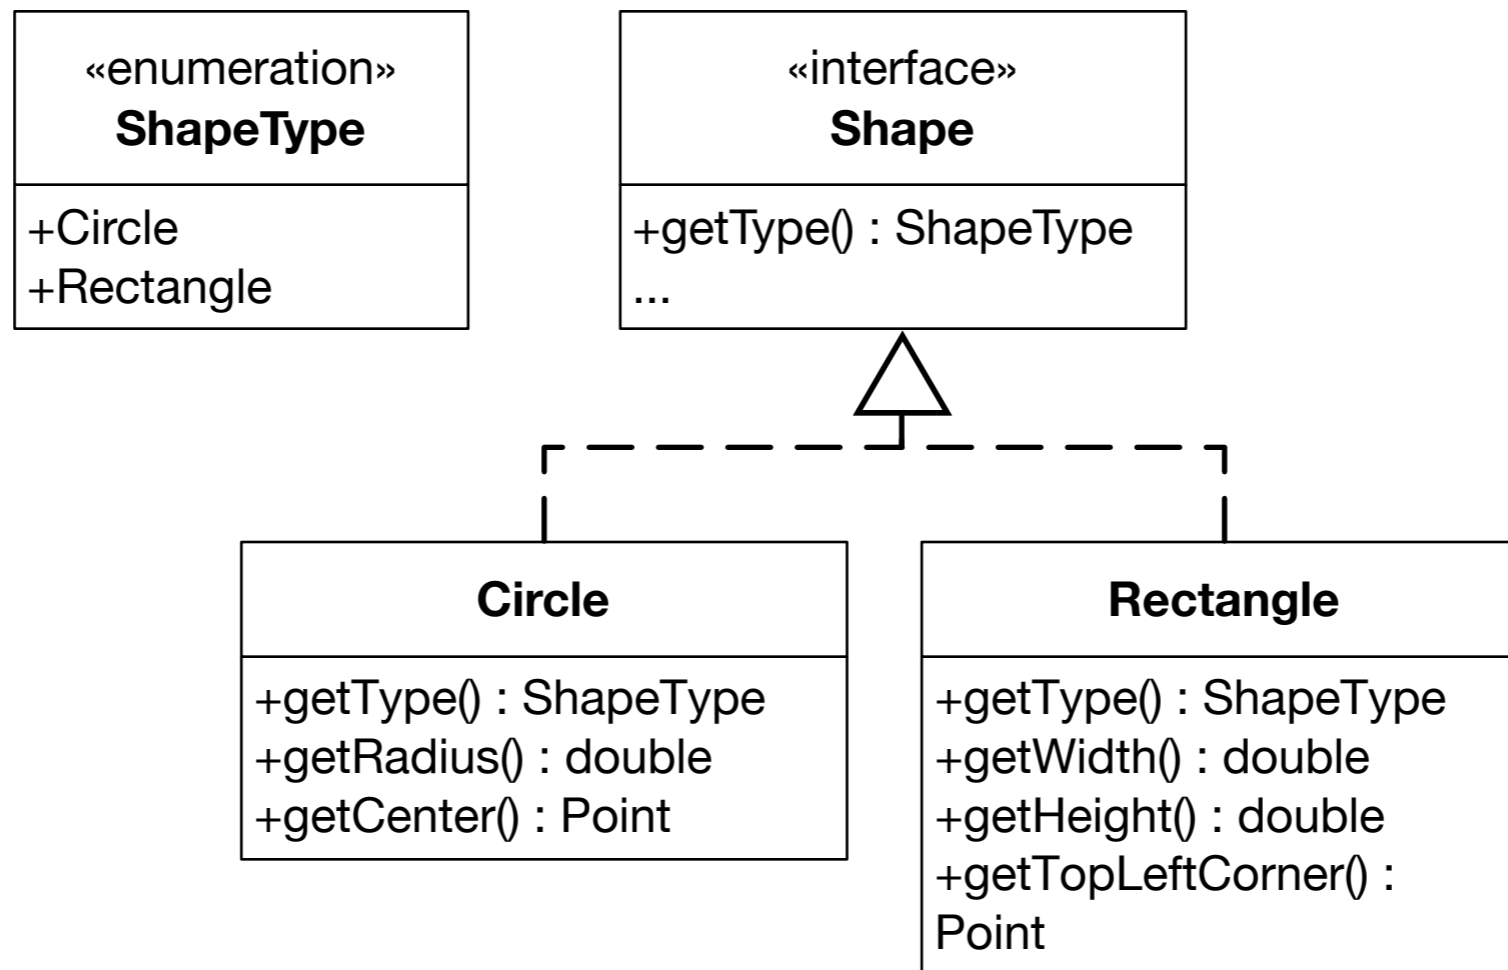 «enumeration»
ShapeType
+Circle
+Rectangle
«interface»
Shape
+getType() : ShapeType
...
Circle
+getType() : ShapeType
+getRadius() : double
+getCenter() : Point
Rectangle
+getType() : ShapeType
+getWidth() : double
+getHeight() : double
+getTopLeftCorner() :
Point